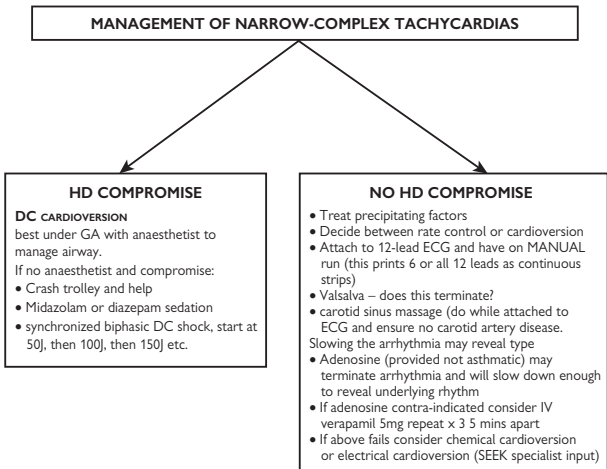 MANAGEMENT OF NARROW-COMPLEX TACHYCARDIAS
HD COMPROMISE
DC CARDIOVERSION
best under GA with anaesthetist to
manage airway.
If no anaesthetist and compromise:
• Crash trolley and help
• Midazolam or diazepam sedation
• synchronized biphasic DC shock, start at
50J, then 100J, then 150J etc.
NO HD COMPROMISE
• Treat precipitating factors
• Decide between rate control or cardioversion
• Attach to 12-lead ECG and have on MANUAL
run (this prints 6 or all 12 leads as continuous
strips)
• Valsalva – does this terminate?
• carotid sinus massage (do while attached to
ECG and ensure no carotid artery disease.
Slowing the arrhythmia may reveal type
• Adenosine (provided not asthmatic) may
terminate arrhythmia and will slow down enough
to reveal underlying rhythm
• If adenosine contra-indicated consider IV
verapamil 5mg repeat x 3 5 mins apart
• If above fails consider chemical cardioversion
or electrical cardioversion (SEEK specialist input)